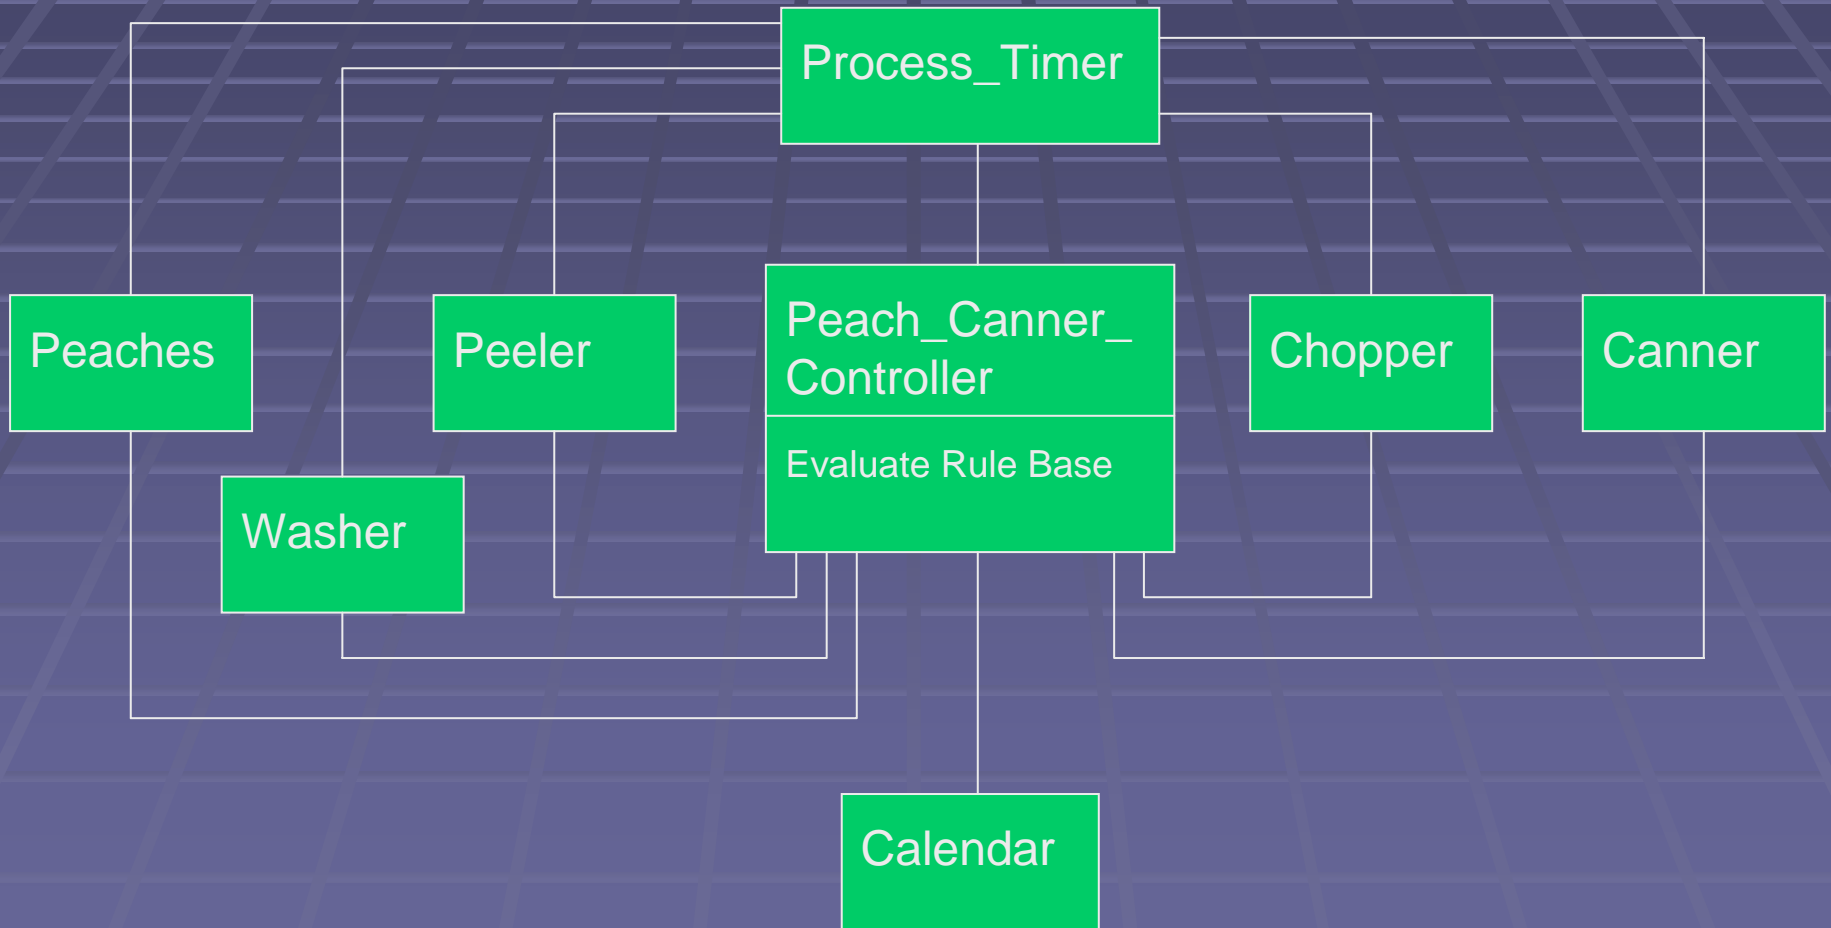 Process_Timer
Peaches
Peeler
Peach_Canner_
Controller
Chopper
Canner
Evaluate Rule Base
Washer
Calendar